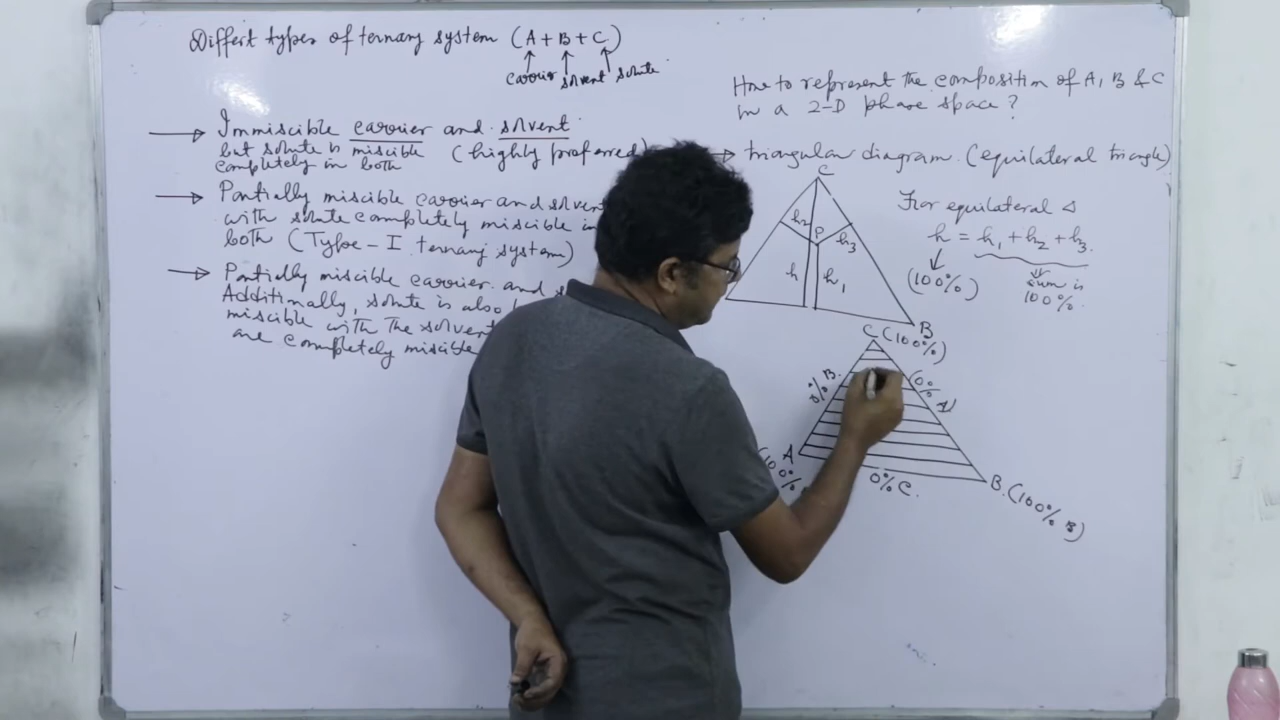 Differt types of ternary system (A + B + C)
carrier solvent solute
Immiscible carrier and solvent
but solute is miscible (highly preferred)
completely in both
Partially miscible carrier and solven
with solute completely miscible in
both (Type - I ternary system)
Partially miscible carrier and s
Additionally, solute is also
miscible with the solvent
are completely miscible
How to represent the composition of A, B & C
in a 2-D phase space?
triangular diagram. (equilateral triangle)
C
h2
P
h3
h
h1
B
For equilateral Δ
h = h1 + h2 + h3.
(100%)
sum is
100%
C (100%)
0% B.
(0% A)
A
(100%
0% C.
B. (100% B)